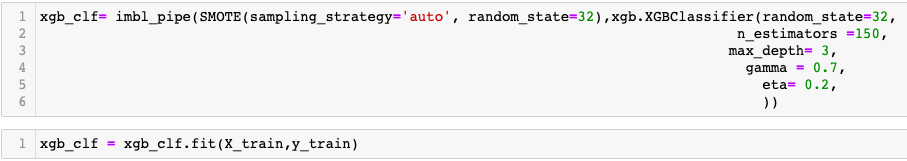 1 xgb_clf= imbl_pipe(SMOTE(sampling_strategy='auto', random_state=32),xgb.XGBClassifier(random_state=32,
2 n_estimators =150,
3 max_depth= 3,
4 gamma = 0.7,
5 eta= 0.2,
6 ))
1 xgb_clf = xgb_clf.fit(X_train,y_train)